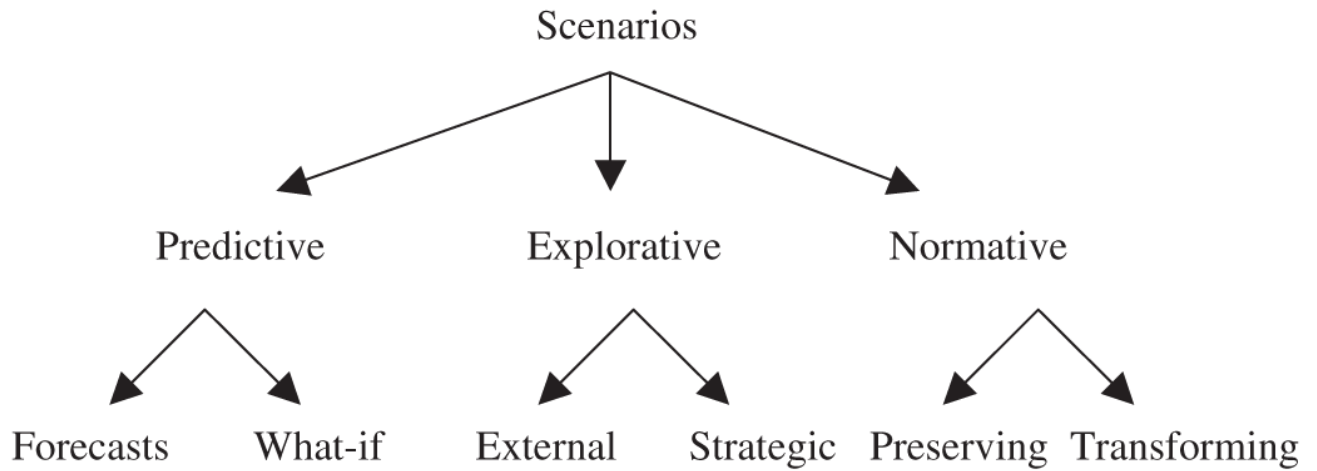 Scenarios
Predictive Explorative Normative
Forecasts What-if External Strategic Preserving Transforming